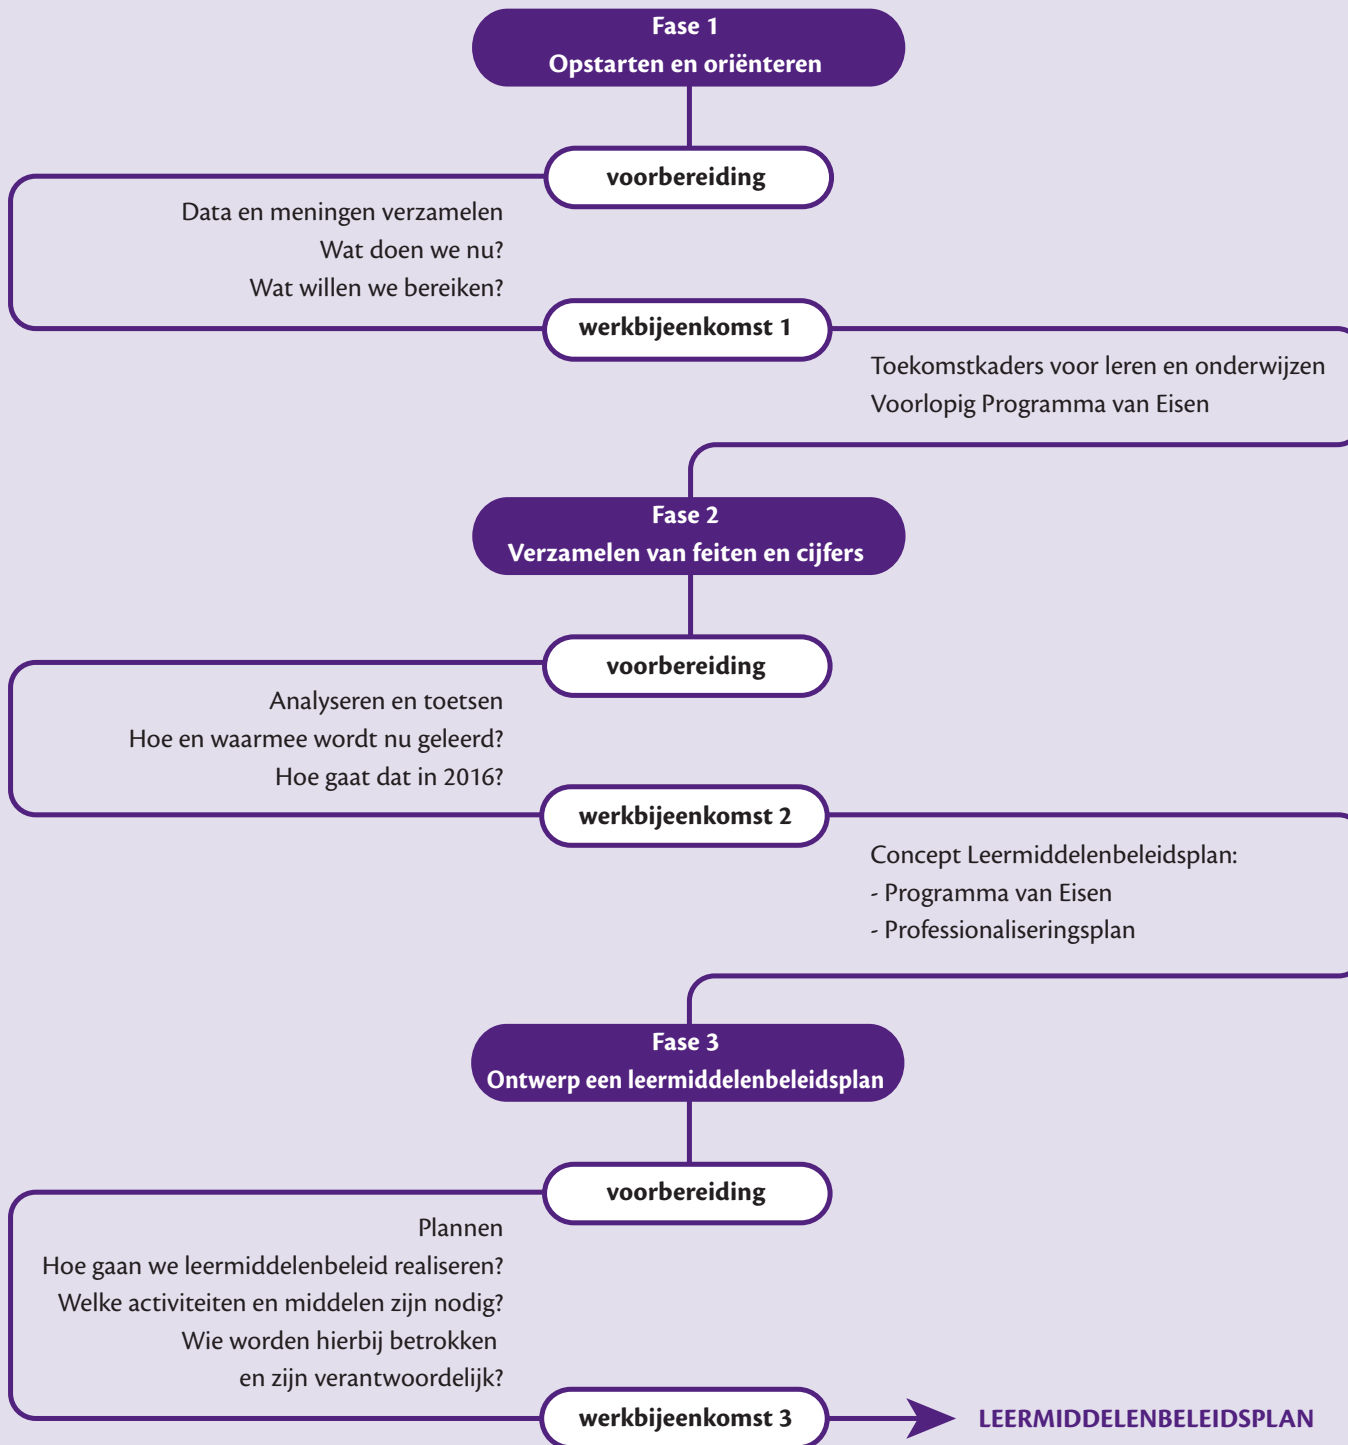 Fase 1
Opstarten en oriënteren
voorbereiding
Data en meningen verzamelen
Wat doen we nu?
Wat willen we bereiken?
werkbijeenkomst 1
Toekomstkaders voor leren en onderwijzen
Voorlopig Programma van Eisen
Fase 2
Verzamelen van feiten en cijfers
voorbereiding
Analyseren en toetsen
Hoe en waarmee wordt nu geleerd?
Hoe gaat dat in 2016?
werkbijeenkomst 2
Concept Leermiddelenbeleidsplan:
- Programma van Eisen
- Professionaliseringsplan
Fase 3
Ontwerp een leermiddelenbeleidsplan
voorbereiding
Plannen
Hoe gaan we leermiddelenbeleid realiseren?
Welke activiteiten en middelen zijn nodig?
Wie worden hierbij betrokken
en zijn verantwoordelijk?
werkbijeenkomst 3
LEERMIDDELENBELEIDSPLAN